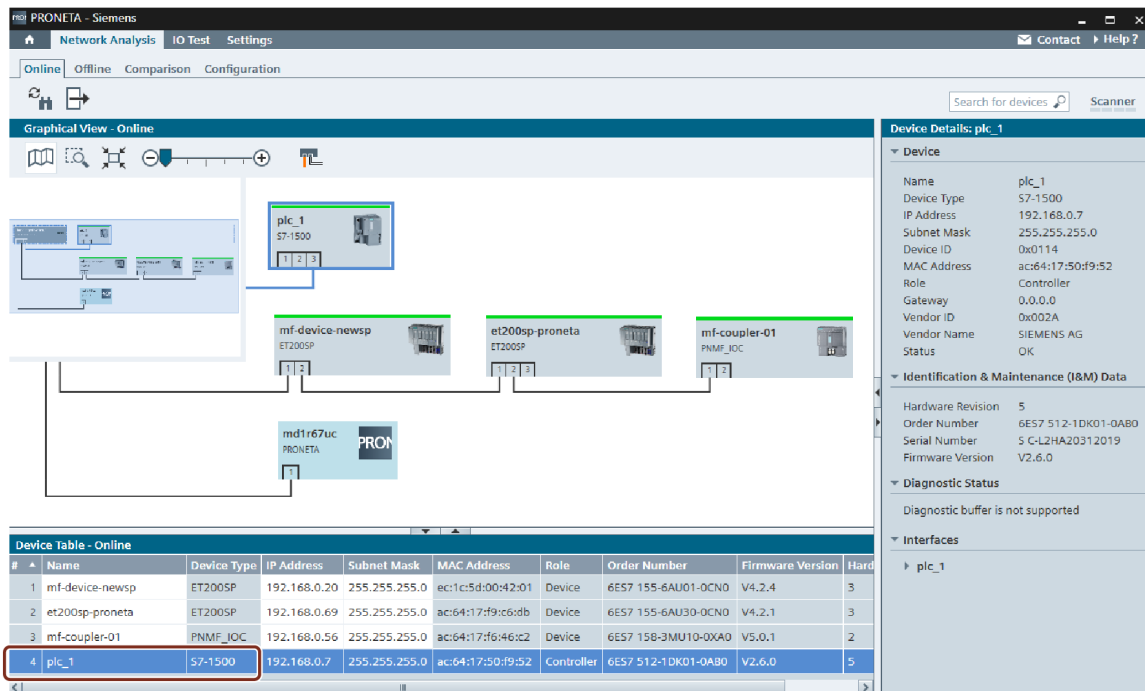 PRONETA - Siemens
Network Analysis IO Test Settings Contact Help ?
Online Offline Comparison Configuration
Search for devices Scanner
Graphical View - Online
plc_1
S7-1500
1 2 3
mf-device-newsp
ET200SP
1 2
et200sp-proneta
ET200SP
1 2 3
mf-coupler-01
PNMF_IOC
1 2
md1r67uc
PRONETA
PRON
1
Device Table - Online
# Name Device Type IP Address Subnet Mask MAC Address Role Order Number Firmware Version Hard
1 mf-device-newsp ET200SP 192.168.0.20 255.255.255.0 ec:1c:5d:00:42:01 Device 6ES7 155-6AU01-0CN0 V4.2.4 3
2 et200sp-proneta ET200SP 192.168.0.69 255.255.255.0 ac:64:17:f9:c6:db Device 6ES7 155-6AU30-0CN0 V4.2.1 3
3 mf-coupler-01 PNMF_IOC 192.168.0.56 255.255.255.0 ac:64:17:f6:46:c2 Device 6ES7 158-3MU10-0XA0 V5.0.1 2
4 plc_1 S7-1500 192.168.0.7 255.255.255.0 ac:64:17:50:f9:52 Controller 6ES7 512-1DK01-0AB0 V2.6.0 5
Device Details: plc_1
Device
Name plc_1
Device Type S7-1500
IP Address 192.168.0.7
Subnet Mask 255.255.255.0
Device ID 0x0114
MAC Address ac:64:17:50:f9:52
Role Controller
Gateway 0.0.0.0
Vendor ID 0x002A
Vendor Name SIEMENS AG
Status OK
Identification & Maintenance (I&M) Data
Hardware Revision 5
Order Number 6ES7 512-1DK01-0AB0
Serial Number S C-L2HA20312019
Firmware Version V2.6.0
Diagnostic Status
Diagnostic buffer is not supported
Interfaces
plc_1